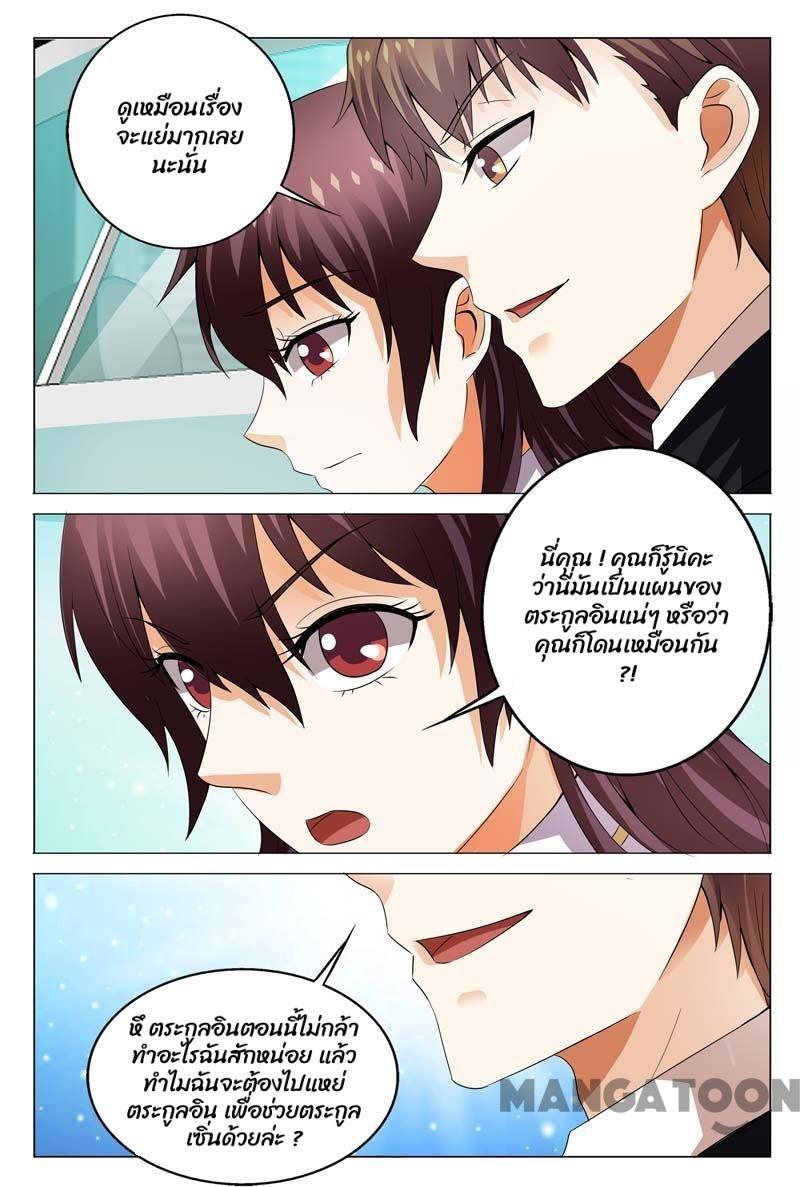 ดูเหมือนเรื่อง
จะแย่มากเลย
นะนั่น
นี่คุณ ! คุณก็รู้นิคะ
ว่านี่มันเป็นแผนของ
ตระกูลอินแน่ๆ หรือว่า
คุณก็โดนเหมือนกัน
?!
หึ ตระกูลอินตอนนี้ไม่กล้า
ทำอะไรฉันสักหน่อย แล้ว
ทำไมฉันจะต้องไปแหย่
ตระกูลอิน เพื่อช่วยตระกูล
เซิ่นด้วยล่ะ ?
MANGATOON